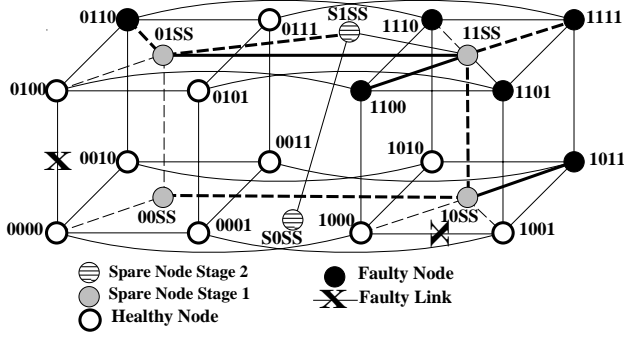 0110
01SS
S1SS
0111
1110
11SS
1111
0100
0101
1100
1101
0010
0011
1010
1011
00SS
10SS
0000
0001
S0SS
1000
1001
Spare Node Stage 2
Faulty Node
Spare Node Stage 1
Faulty Link
Healthy Node